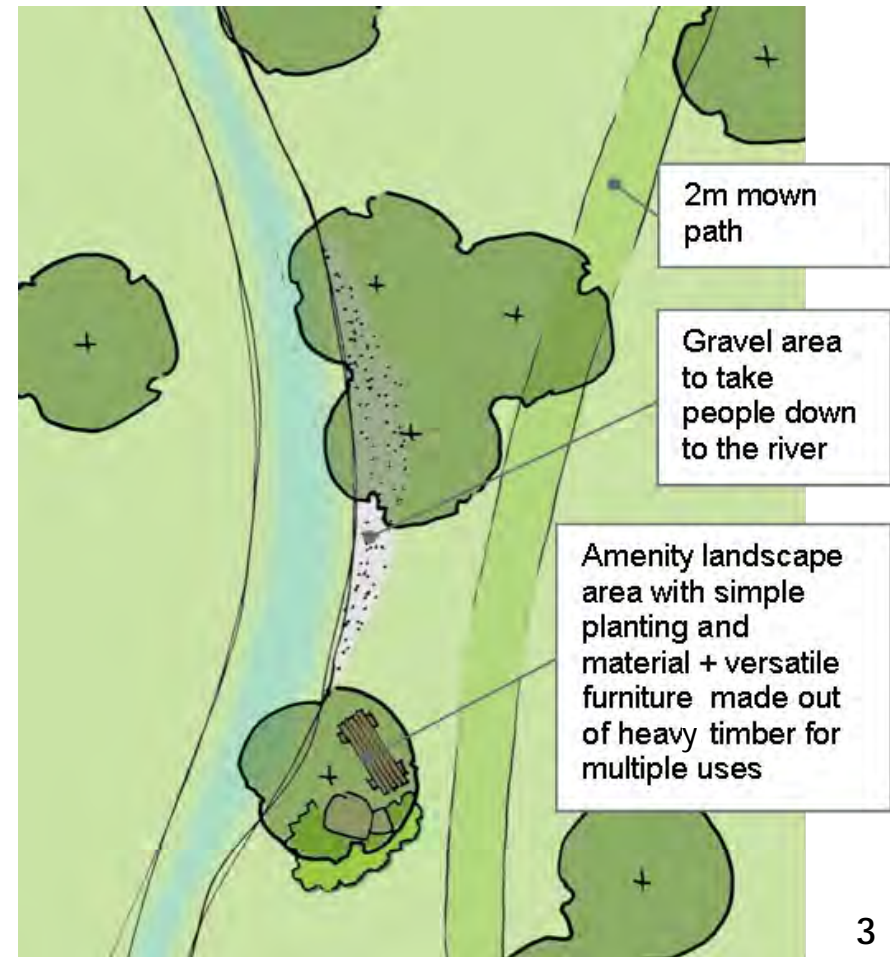 2m mown
path
Gravel area
to take
people down
to the river
Amenity landscape
area with simple
planting and
material + versatile
furniture made out
of heavy timber for
multiple uses
3